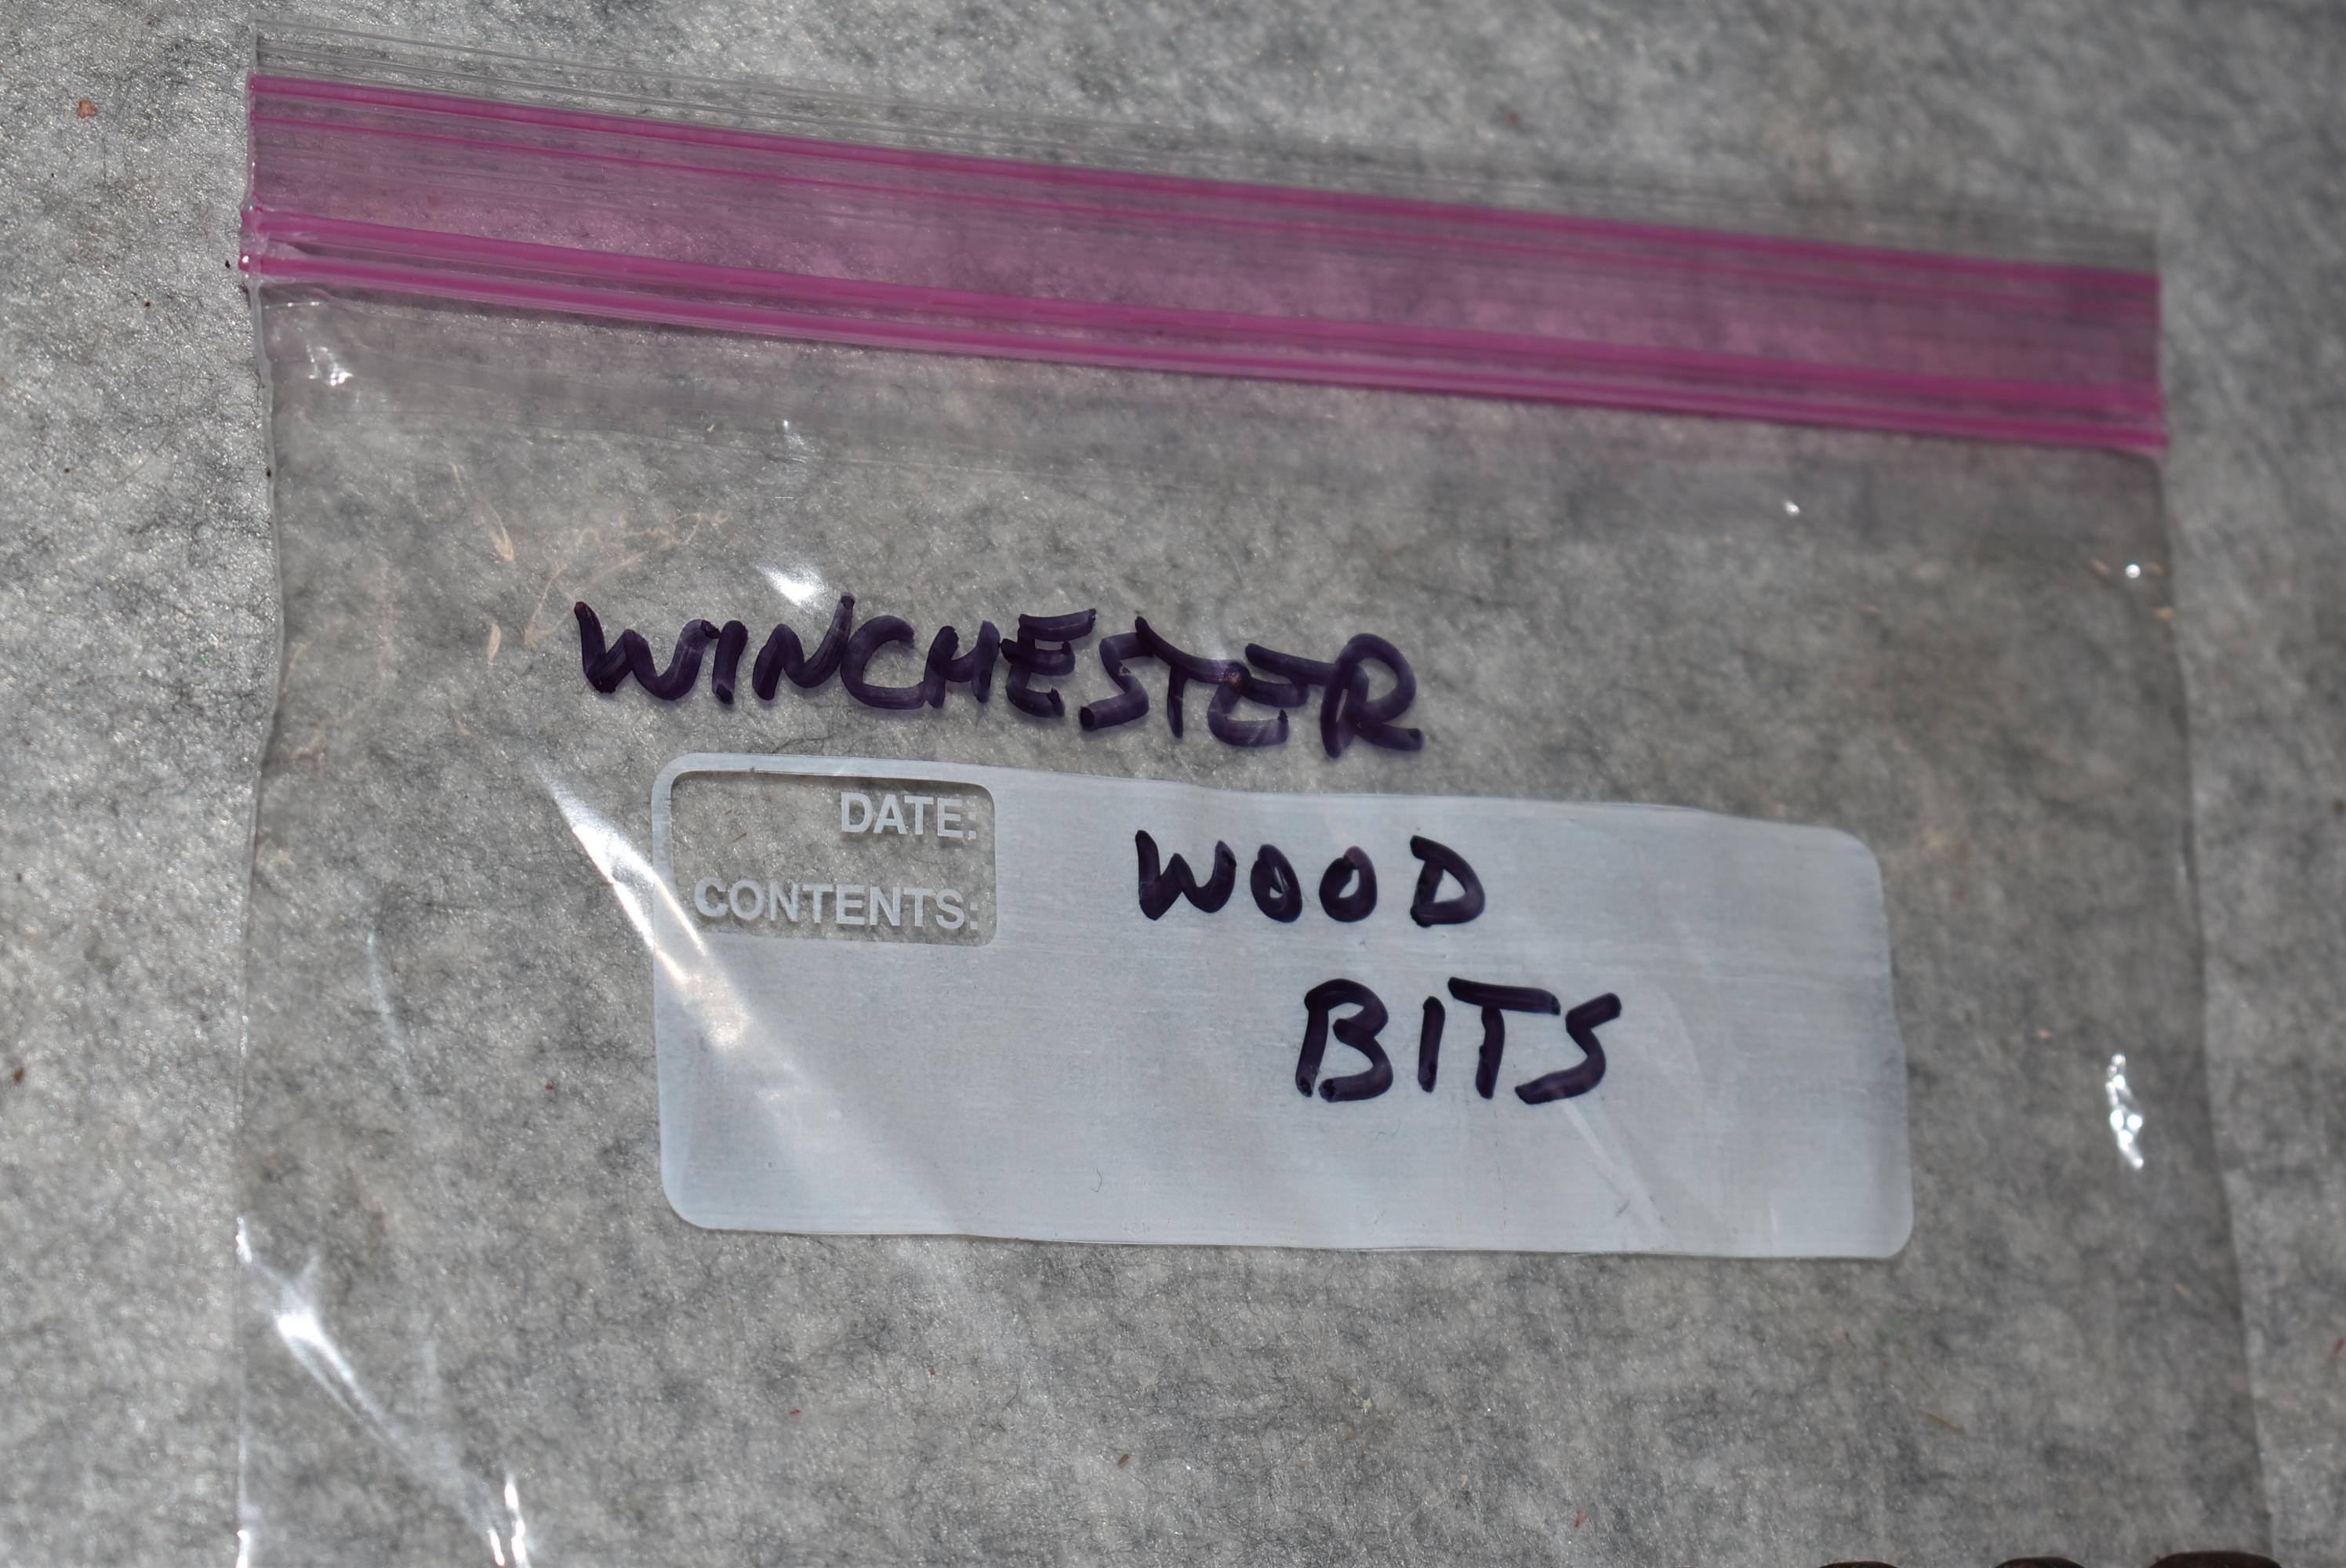 WINCHESTER
DATE:
WOOD
CONTENTS:
BITS